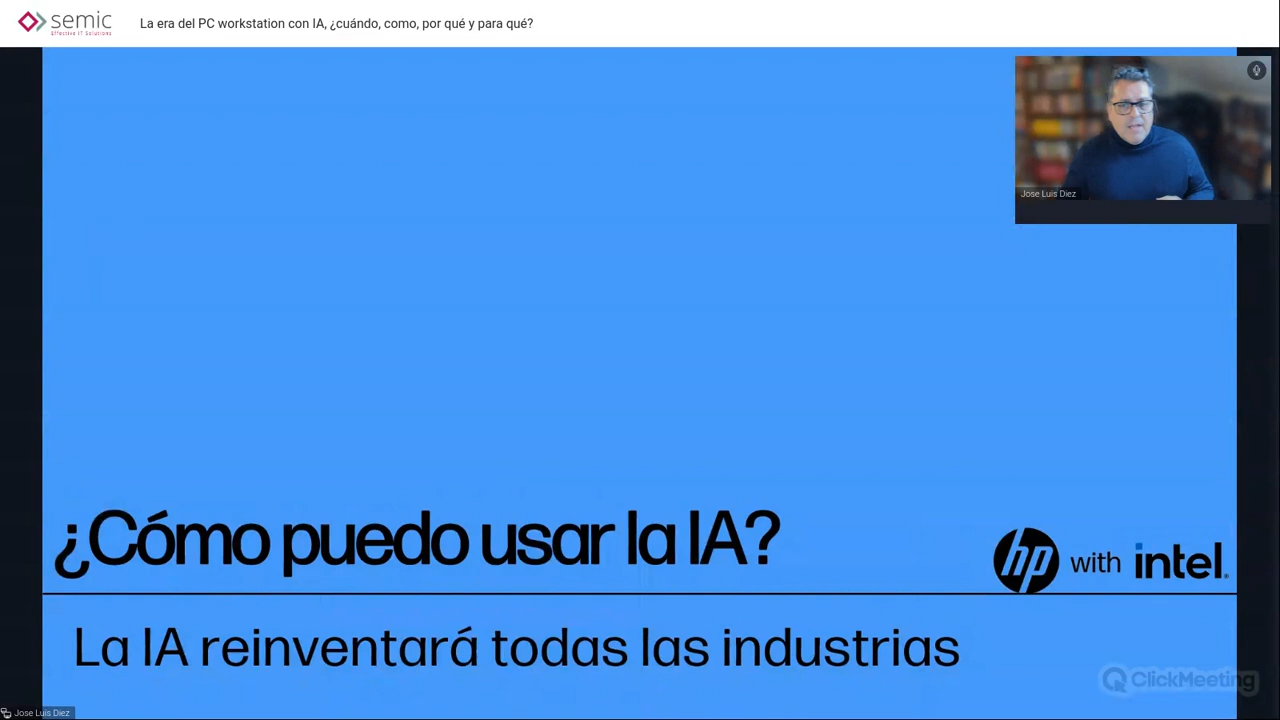 semic
Effective IT Solutions
La era del PC workstation con IA, ¿cuándo, como, por qué y para qué?
Jose Luis Diez
¿Cómo puedo usar la IA?
hp with intel.
La IA reinventará todas las industrias
ClickMeeting
Jose Luis Diez